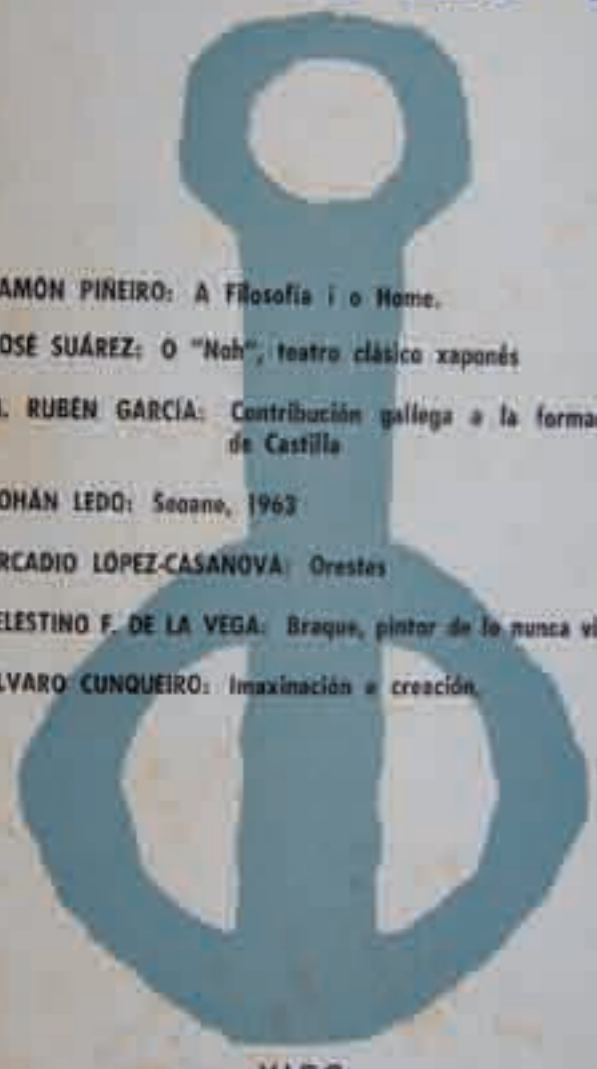 AMÓN PIÑEIRO: A Filosofía i o Home.
OSÉ SUÁREZ: O "Noh", teatro clásico xaponés
. RUBÉN GARCÍA: Contribución gallega a la forma
de Castilla
OHÁN LEDO: Seoane, 1963
RCADIO LÓPEZ-CASANOVA: Orestes
ELESTINO F. DE LA VEGA: Braque, pintor de lo nunca vi
LVARO CUNQUEIRO: Imaxinación e creación.